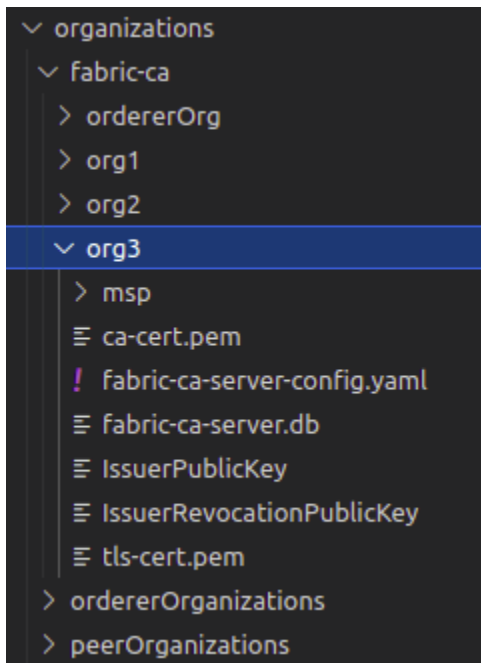 organizations
fabric-ca
ordererOrg
org1
org2
org3
msp
ca-cert.pem
! fabric-ca-server-config.yaml
fabric-ca-server.db
IssuerPublicKey
IssuerRevocationPublicKey
tls-cert.pem
ordererOrganizations
peerOrganizations